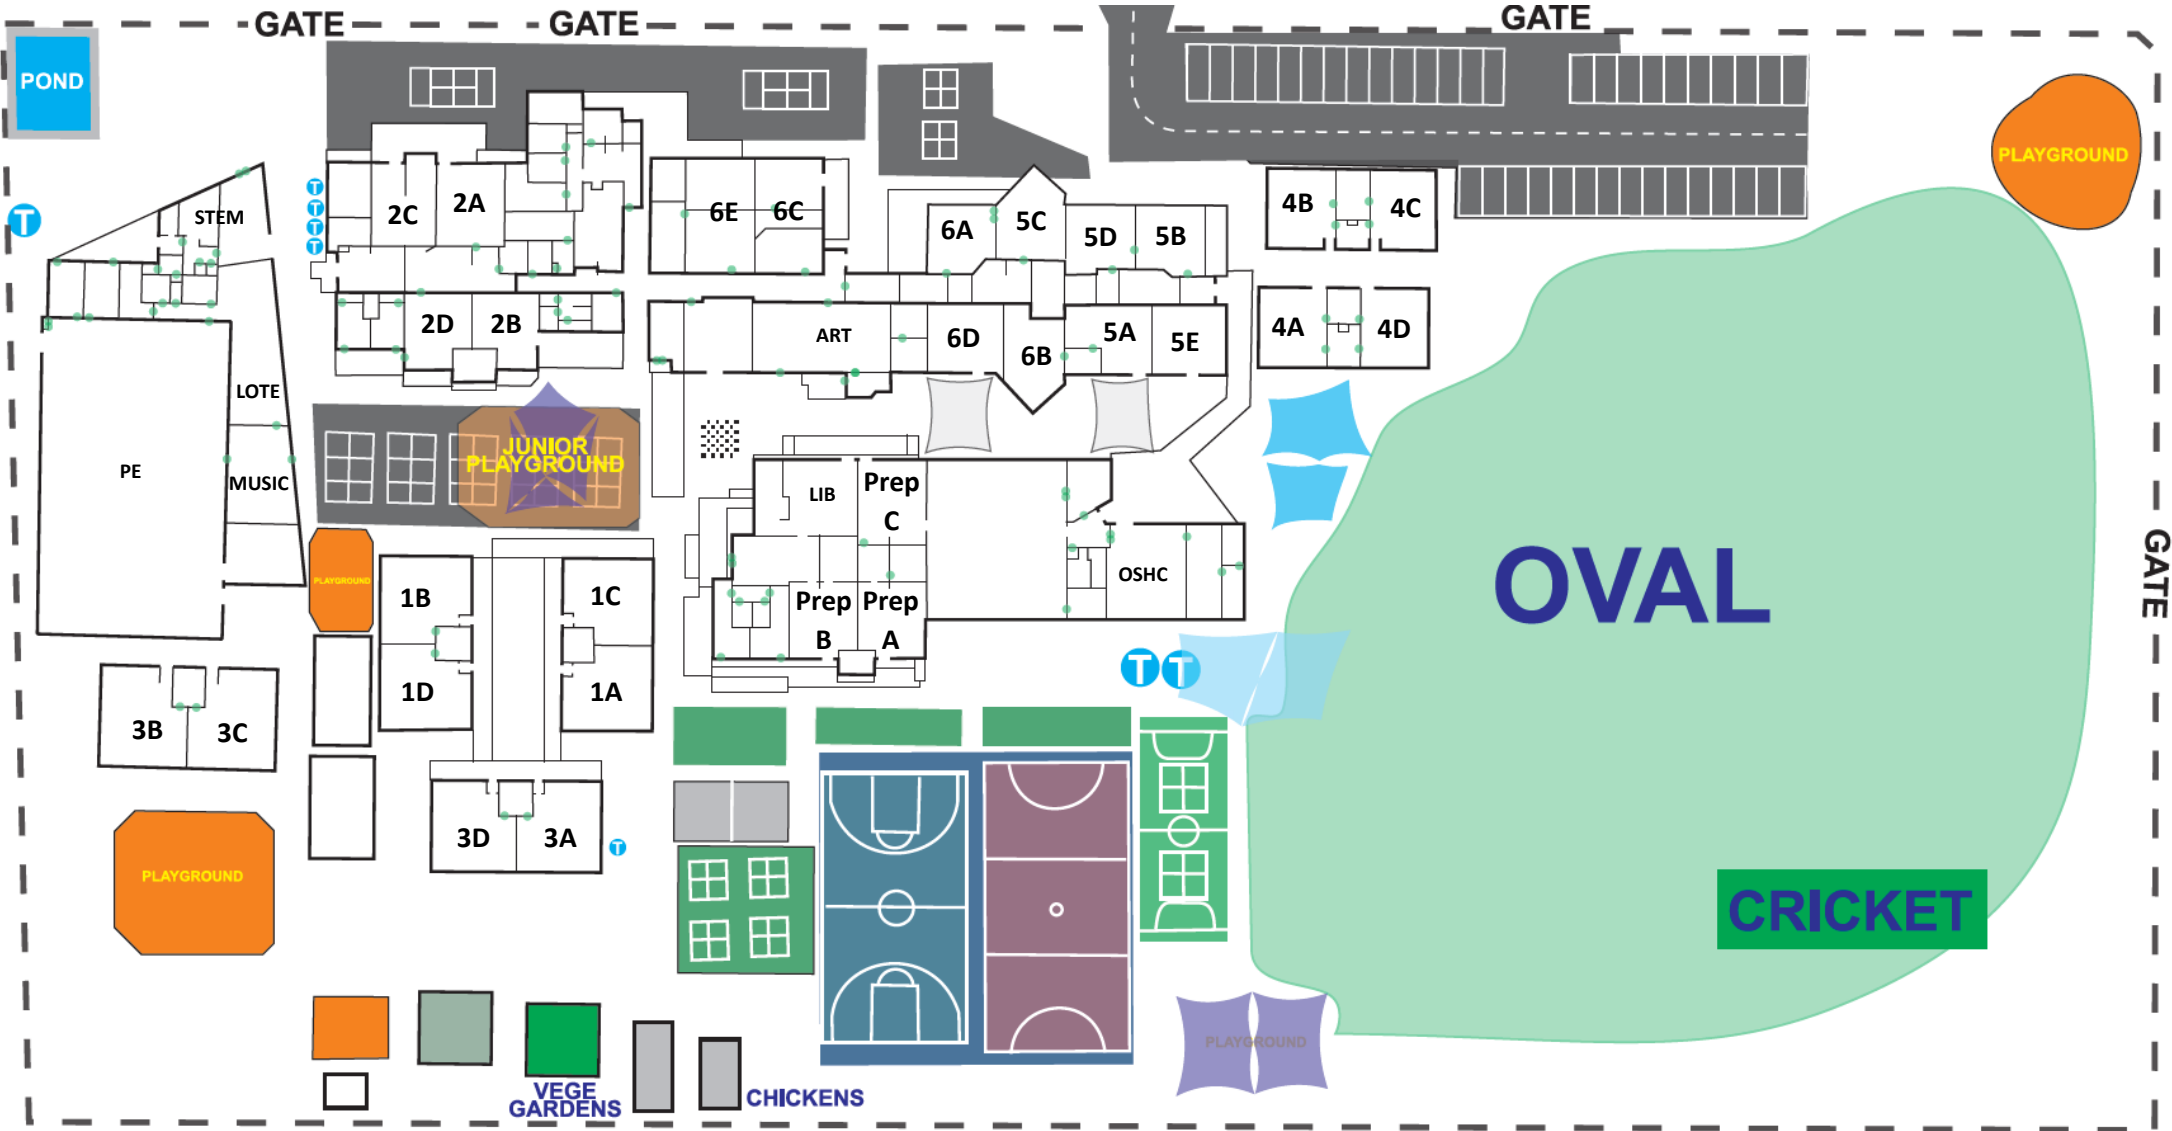 GATE
GATE
GATE
POND
PLAYGROUND
STEM
T
T
T
T
T
2C
2A
6E
6C
6A
5C
5D
5B
4B
4C
2D
2B
ART
6D
6B
5A
5E
4A
4D
LOTE
PE
MUSIC
JUNIOR
PLAYGROUND
LIB
Prep
C
OSHC
OVAL
GATE
PLAYGROUND
1B
1C
Prep
B
Prep
A
1D
1A
T
T
3B
3C
3D
3A
T
PLAYGROUND
CRICKET
PLAYGROUND
VEGE
GARDENS
CHICKENS